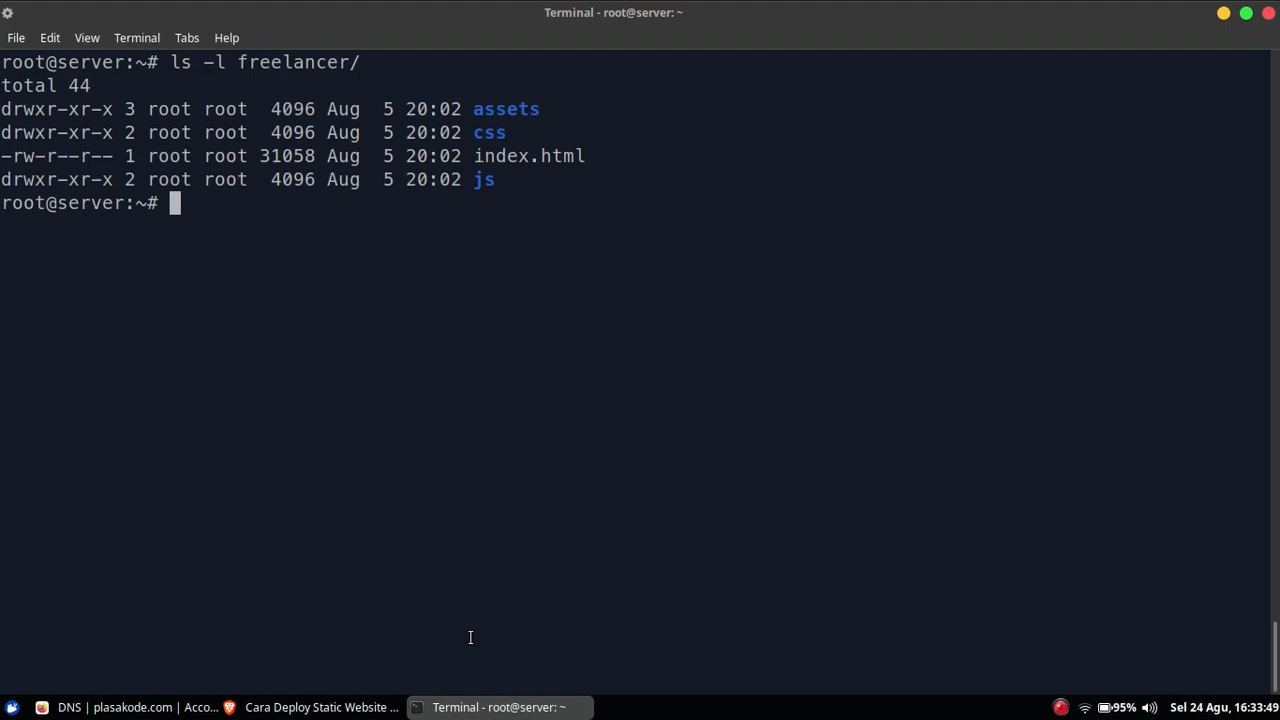 Terminal - root@server: ~
File Edit View Terminal Tabs Help
root@server:~# ls -l freelancer/
total 44
drwxr-xr-x 3 root root  4096 Aug  5 20:02 assets
drwxr-xr-x 2 root root  4096 Aug  5 20:02 css
-rw-r--r-- 1 root root 31058 Aug  5 20:02 index.html
drwxr-xr-x 2 root root  4096 Aug  5 20:02 js
root@server:~#
DNS | plasakode.com | Acco... Cara Deploy Static Website ... Terminal - root@server: ~ 95% Sel 24 Agu, 16:33:49